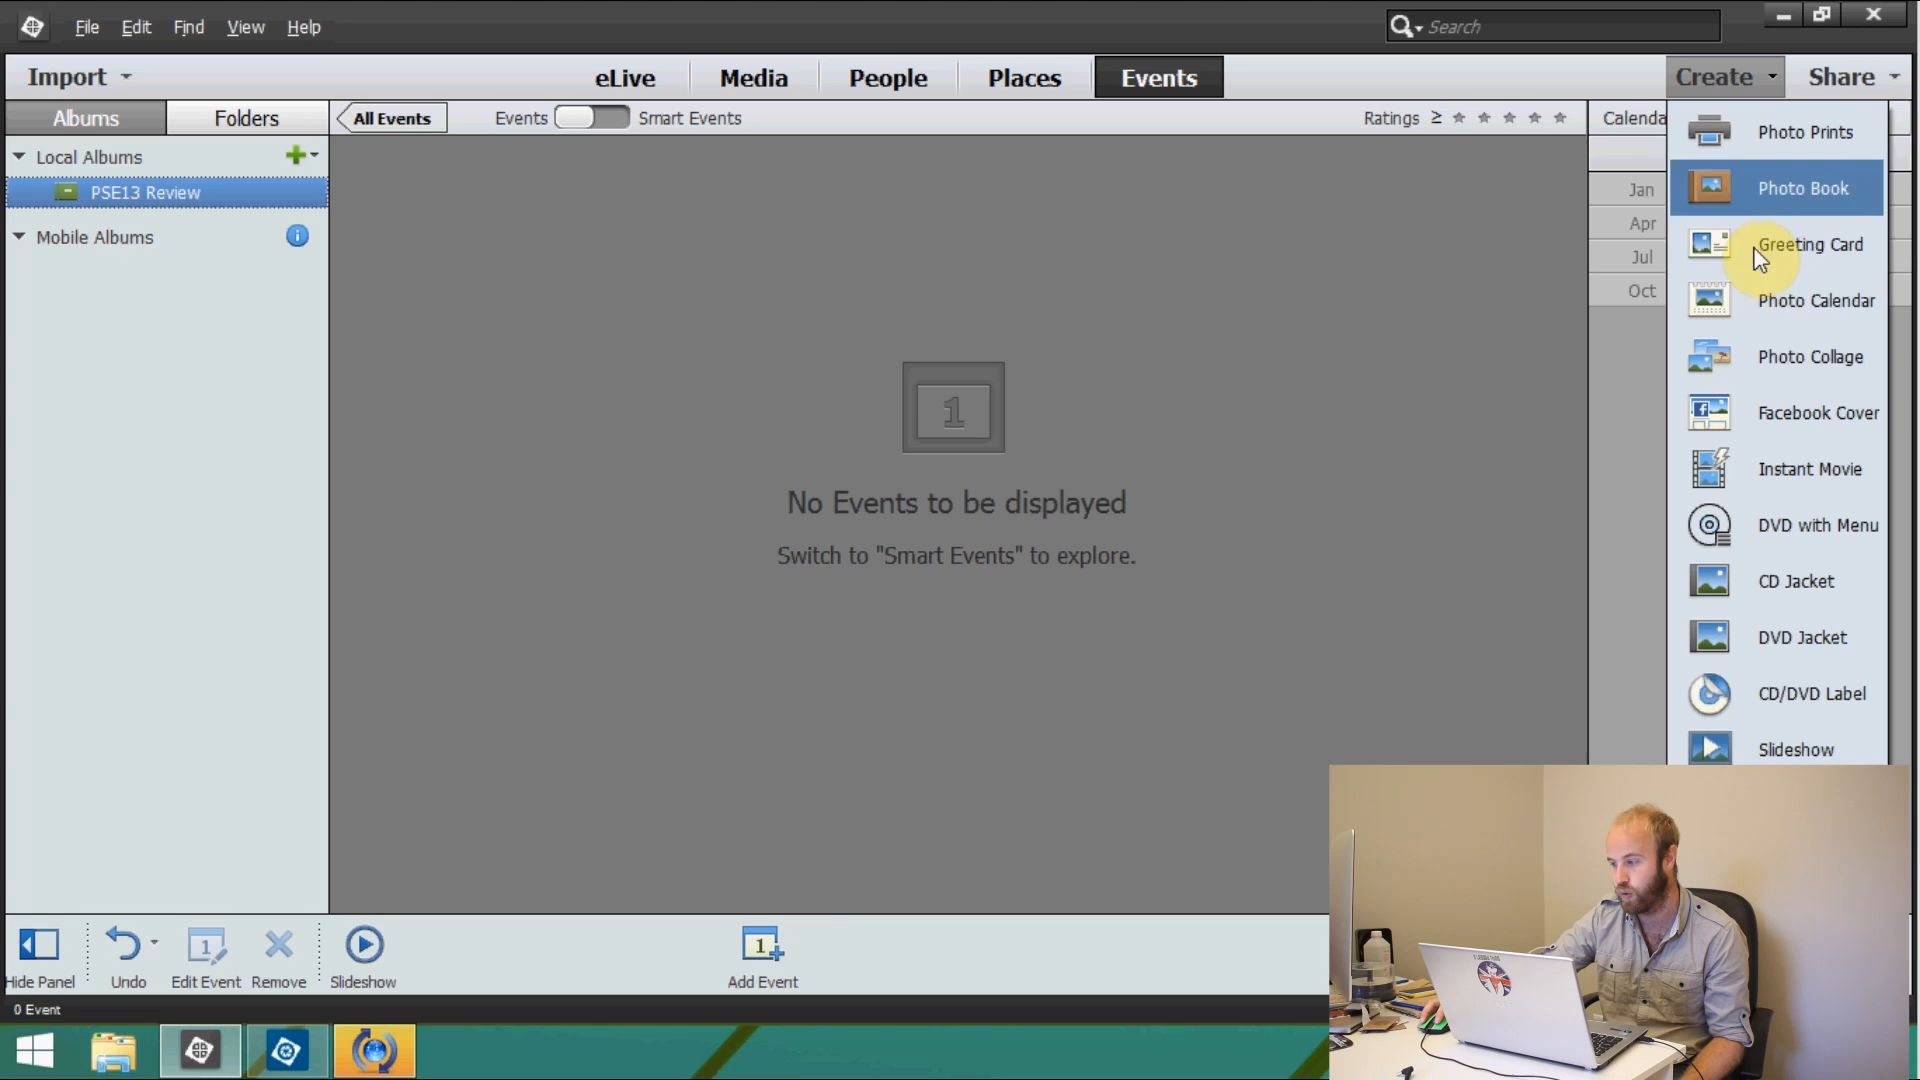 File Edit Find View Help
Search
Import
eLive Media People Places Events
Create Share
Albums Folders
All Events
Events Smart Events
Ratings ≥
Calenda
Local Albums
PSE13 Review
Mobile Albums
Jan
Apr
Jul
Oct
Photo Prints
Photo Book
Greeting Card
Photo Calendar
Photo Collage
Facebook Cover
Instant Movie
DVD with Menu
CD Jacket
DVD Jacket
CD/DVD Label
Slideshow
1
No Events to be displayed
Switch to "Smart Events" to explore.
Hide Panel Undo Edit Event Remove Slideshow Add Event
0 Event